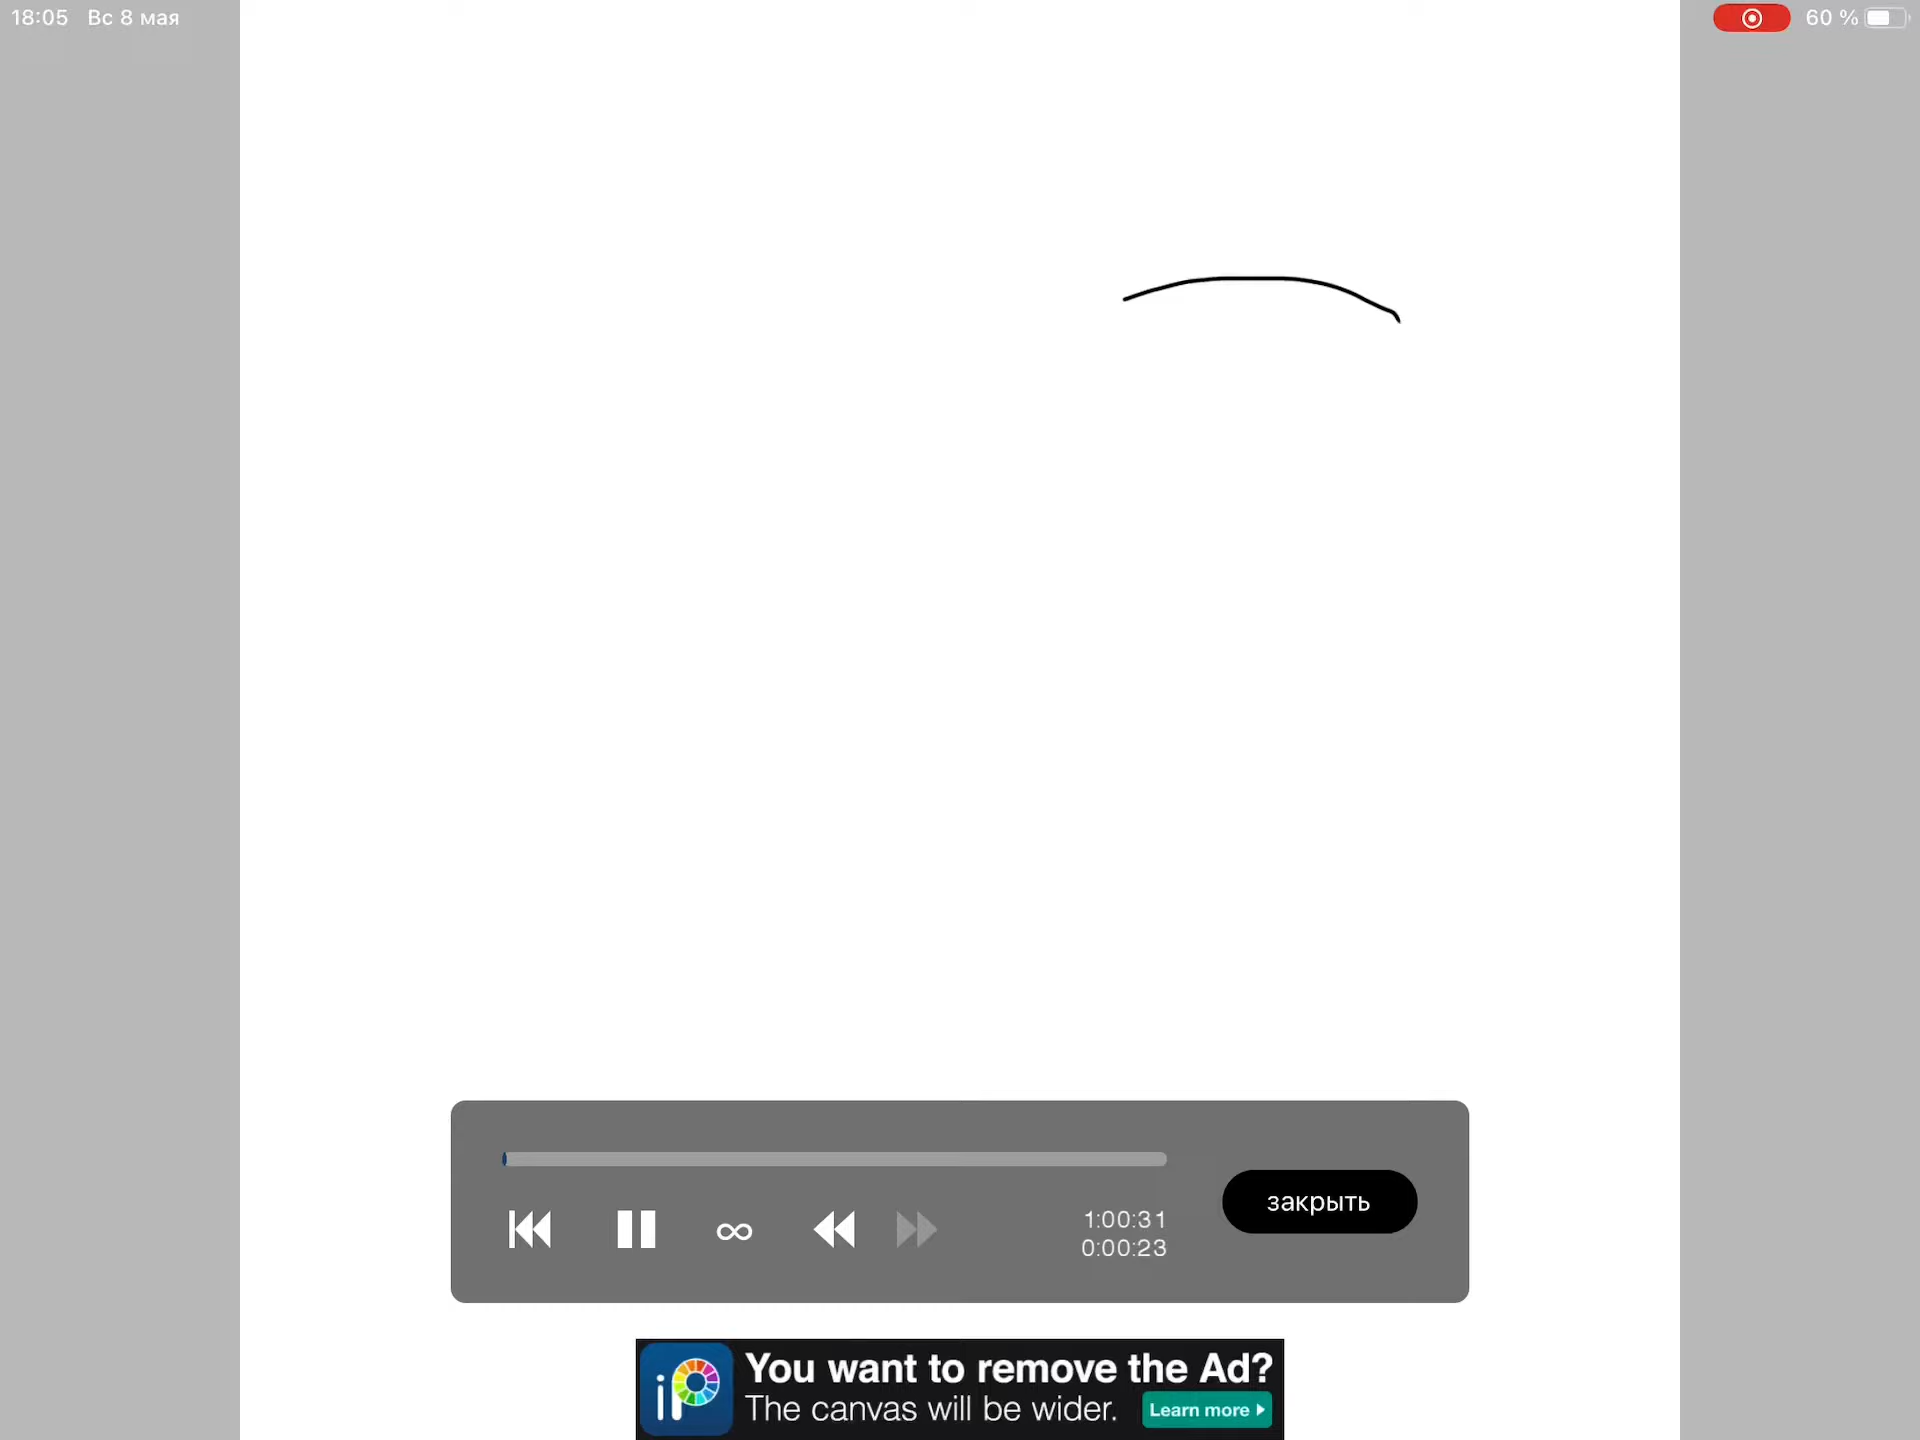 18:05 Вс 8 мая
60 %
1:00:31
0:00:23
закрыть
iP
You want to remove the Ad?
The canvas will be wider.
Learn more